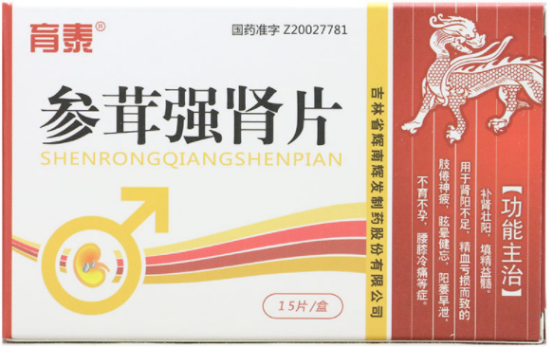 育泰®
国药准字 Z20027781
参茸强肾片
SHENRONGQIANGSHENPIAN
15片/盒
吉林省辉南辉发制药股份有限公司
【功能主治】
补肾壮阳，填精益髓。
用于肾阳不足，精血亏损而致的
肢倦神疲，眩晕健忘，阳萎早泄，
不育不孕，腰膝冷痛等症。